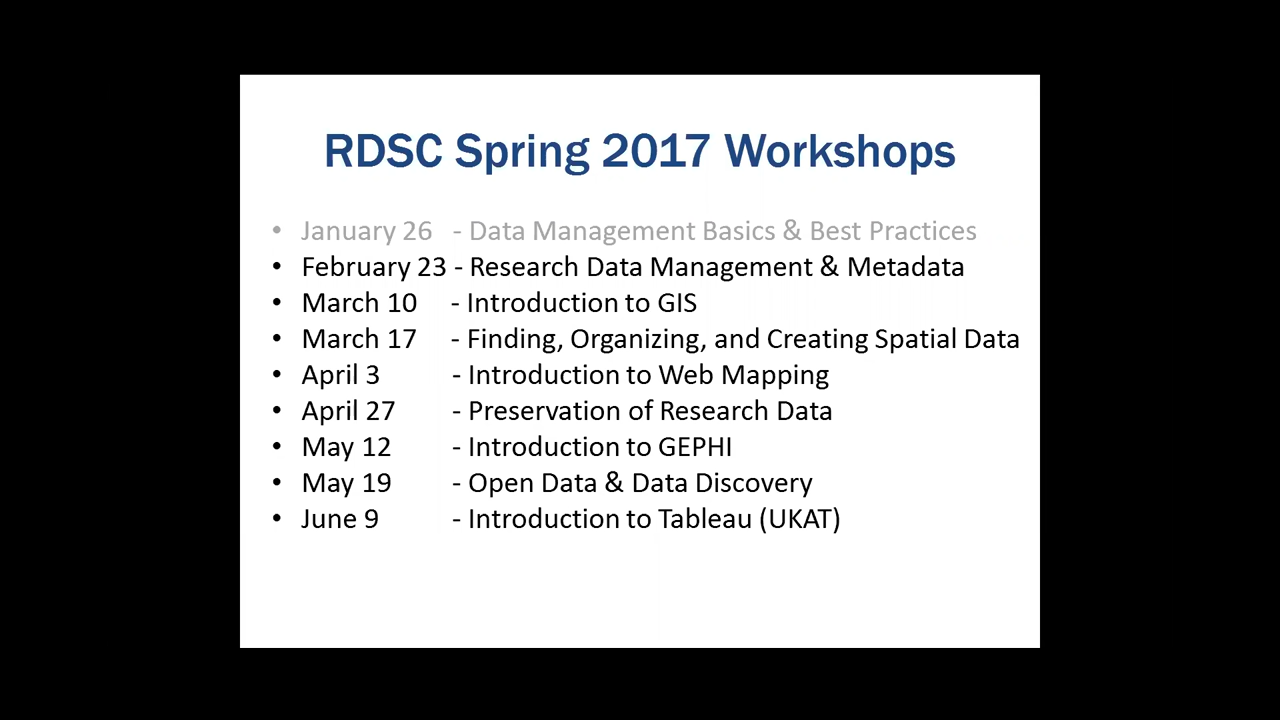 RDSC Spring 2017 Workshops
• January 26 - Data Management Basics & Best Practices
• February 23 - Research Data Management & Metadata
• March 10 - Introduction to GIS
• March 17 - Finding, Organizing, and Creating Spatial Data
• April 3 - Introduction to Web Mapping
• April 27 - Preservation of Research Data
• May 12 - Introduction to GEPHI
• May 19 - Open Data & Data Discovery
• June 9 - Introduction to Tableau (UKAT)